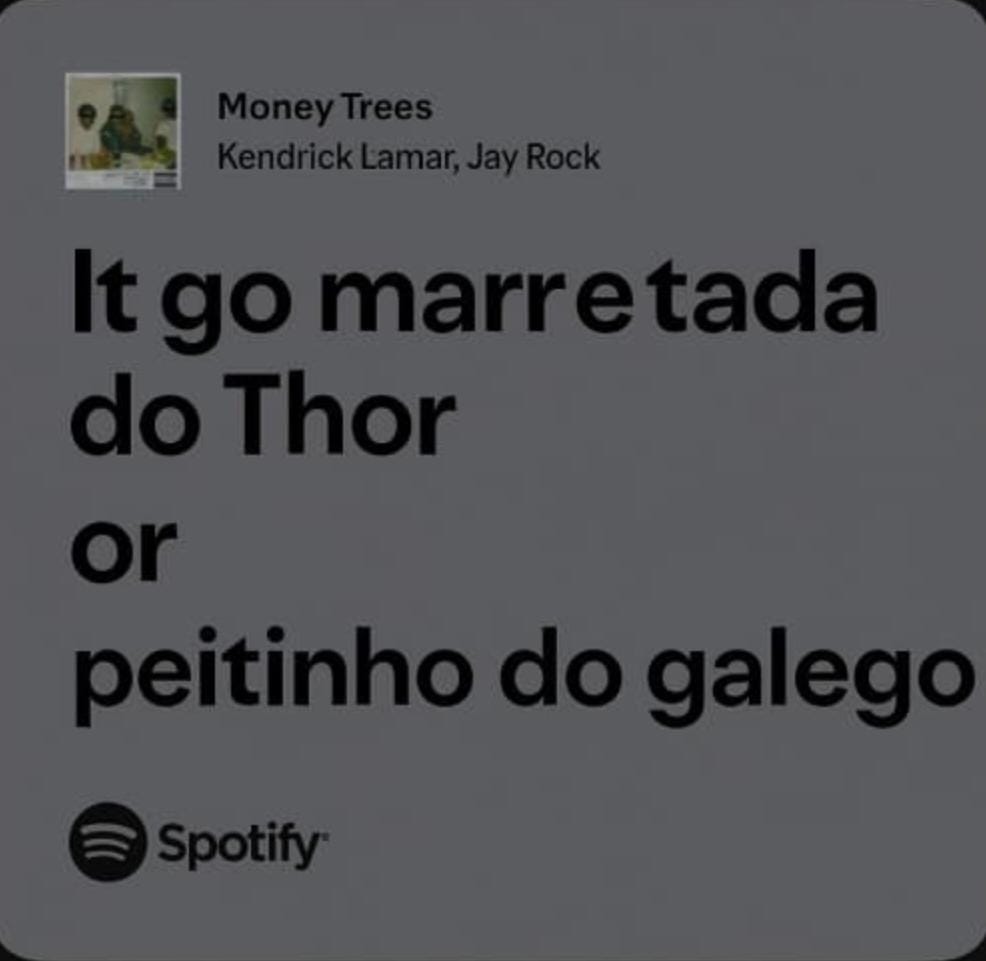 Money Trees
Kendrick Lamar, Jay Rock
It go marretada
do Thor
or
peitinho do galego
Spotify